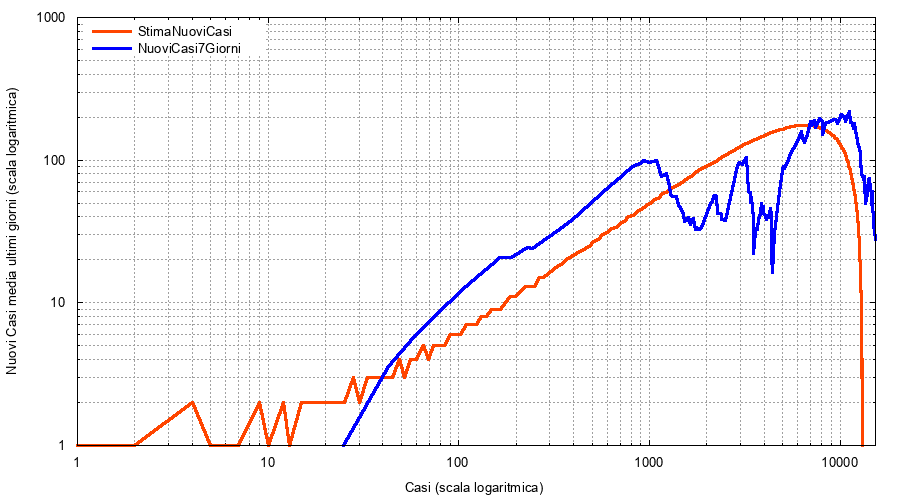 1000
StimaNuoviCasi
NuoviCasi7Giorni
100
10
1
Nuovi Casi media ultimi giorni (scala logaritmica)
1 10 100 1000 10000
Casi (scala logaritmica)